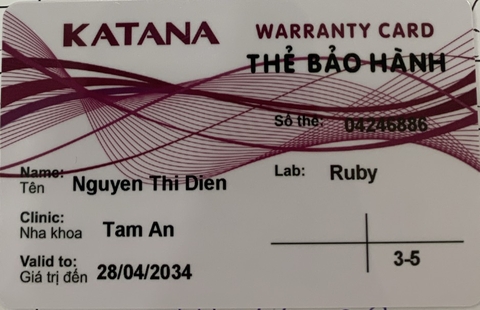 KATANA WARRANTY CARD
THẺ BẢO HÀNH
Số the: 04246886
Name:
Tên Nguyen Thi Dien
Lab: Ruby
Clinic:
Nha khoa Tam An
Valid to:
Giá trị đến 28/04/2034
3-5